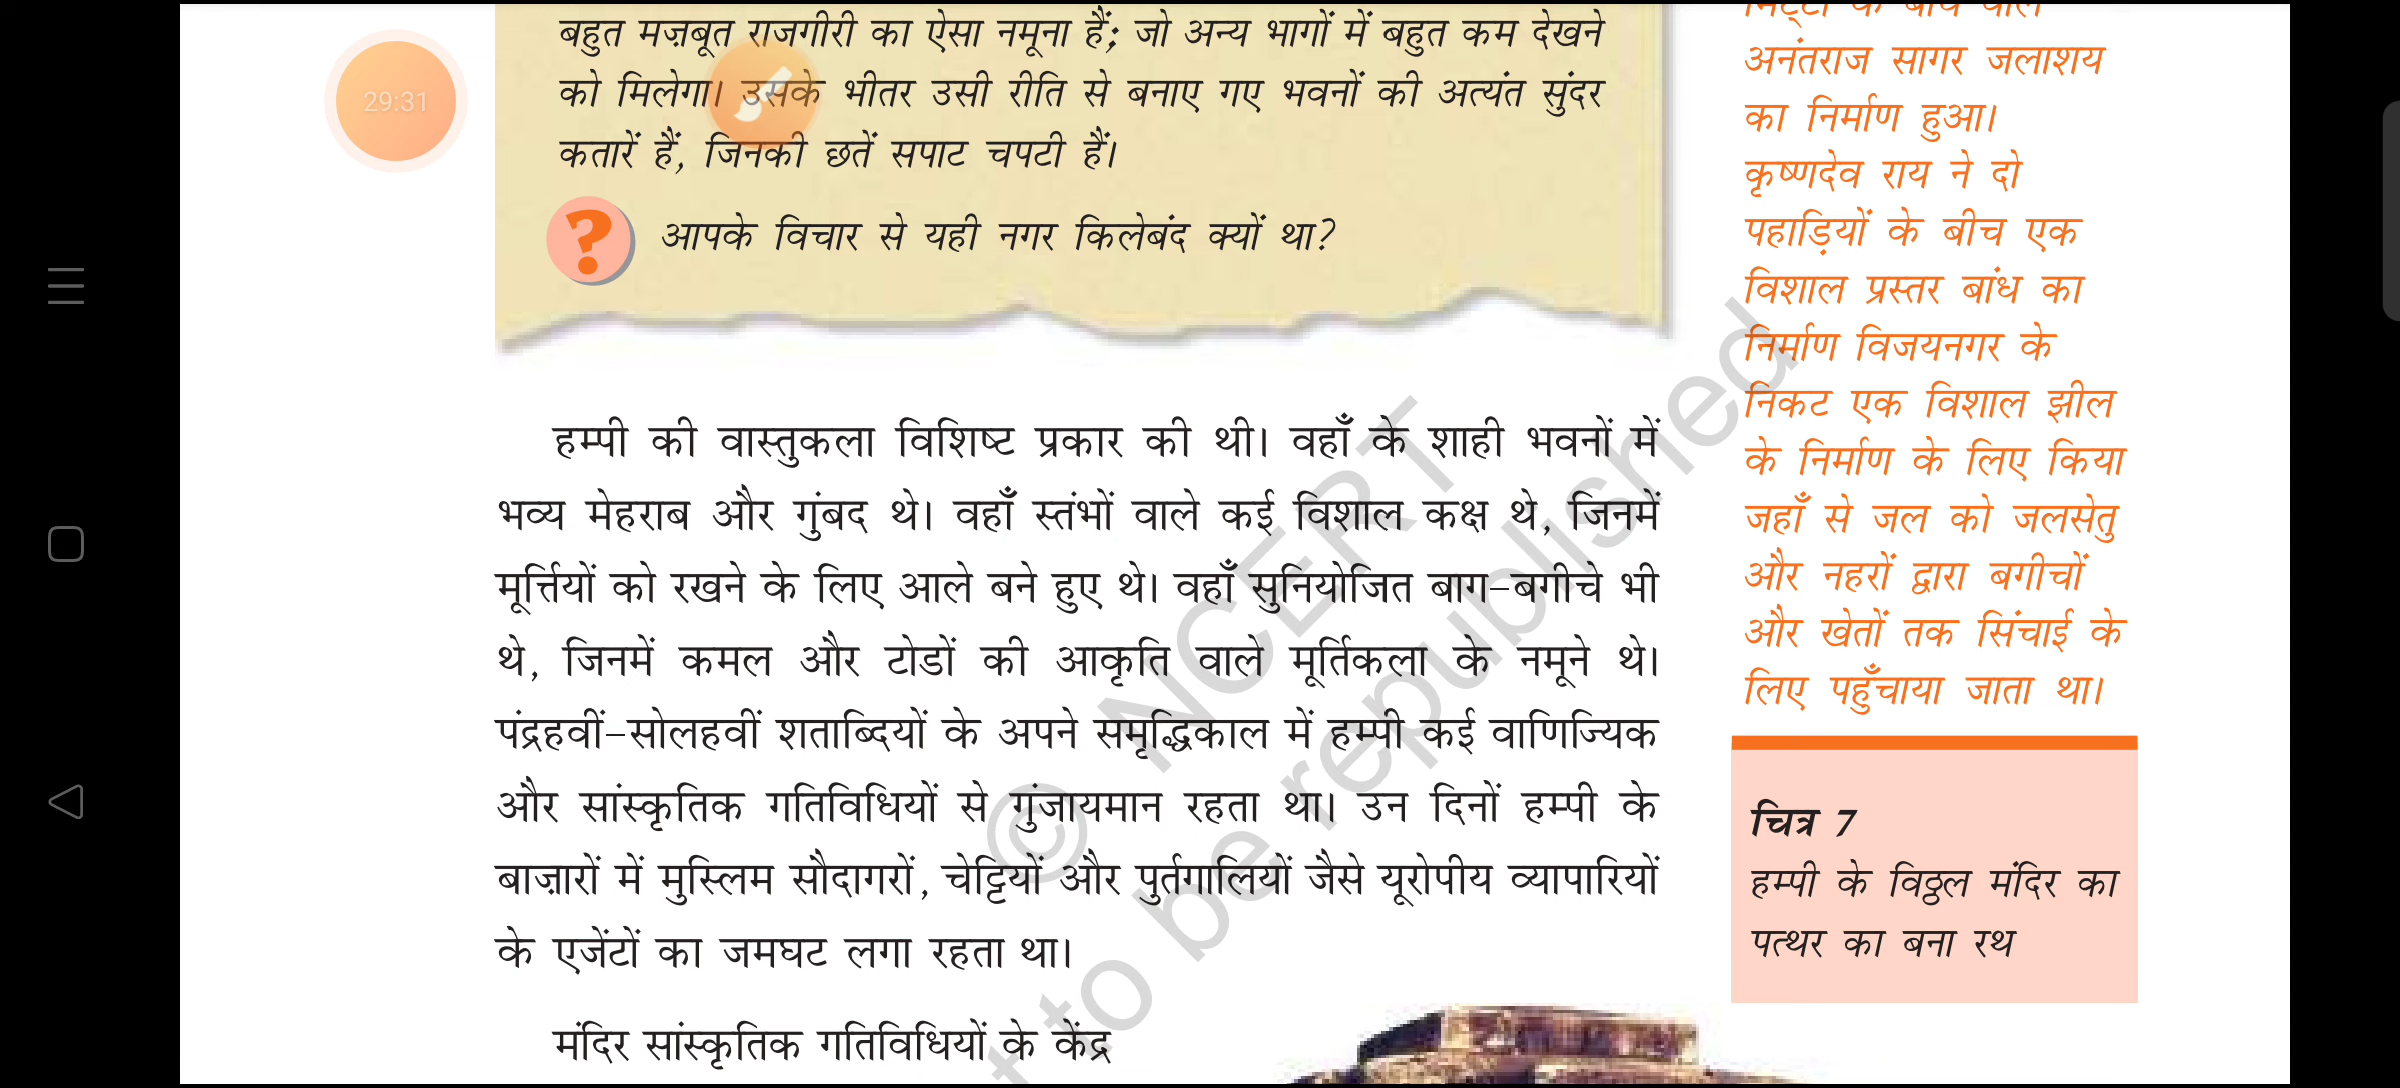 29:31
बहुत मज़बूत राजगीरी का ऐसा नमूना हैं; जो अन्य भागों में बहुत कम देखने
को मिलेगा। उसके भीतर उसी रीति से बनाए गए भवनों की अत्यंत सुंदर
कतारें हैं, जिनकी छतें सपाट चपटी हैं।
? आपके विचार से यही नगर किलेबंद क्यों था?
हम्पी की वास्तुकला विशिष्ट प्रकार की थी। वहाँ के शाही भवनों में
भव्य मेहराब और गुंबद थे। वहाँ स्तंभों वाले कई विशाल कक्ष थे, जिनमें
मूर्त्तियों को रखने के लिए आले बने हुए थे। वहाँ सुनियोजित बाग-बगीचे भी
थे, जिनमें कमल और टोडों की आकृति वाले मूर्तिकला के नमूने थे।
पंद्रहवीं-सोलहवीं शताब्दियों के अपने समृद्धिकाल में हम्पी कई वाणिज्यिक
और सांस्कृतिक गतिविधियों से गुंजायमान रहता था। उन दिनों हम्पी के
बाज़ारों में मुस्लिम सौदागरों, चेट्टियों और पुर्तगालियों जैसे यूरोपीय व्यापारियों
के एजेंटों का जमघट लगा रहता था।
मंदिर सांस्कृतिक गतिविधियों के केंद्र
मिट्टी के बांध वाले
अनंतराज सागर जलाशय
का निर्माण हुआ।
कृष्णदेव राय ने दो
पहाड़ियों के बीच एक
विशाल प्रस्तर बांध का
निर्माण विजयनगर के
निकट एक विशाल झील
के निर्माण के लिए किया
जहाँ से जल को जलसेतु
और नहरों द्वारा बगीचों
और खेतों तक सिंचाई के
लिए पहुँचाया जाता था।
चित्र 7
हम्पी के विठ्ठल मंदिर का
पत्थर का बना रथ
© NCERT
t to be republished